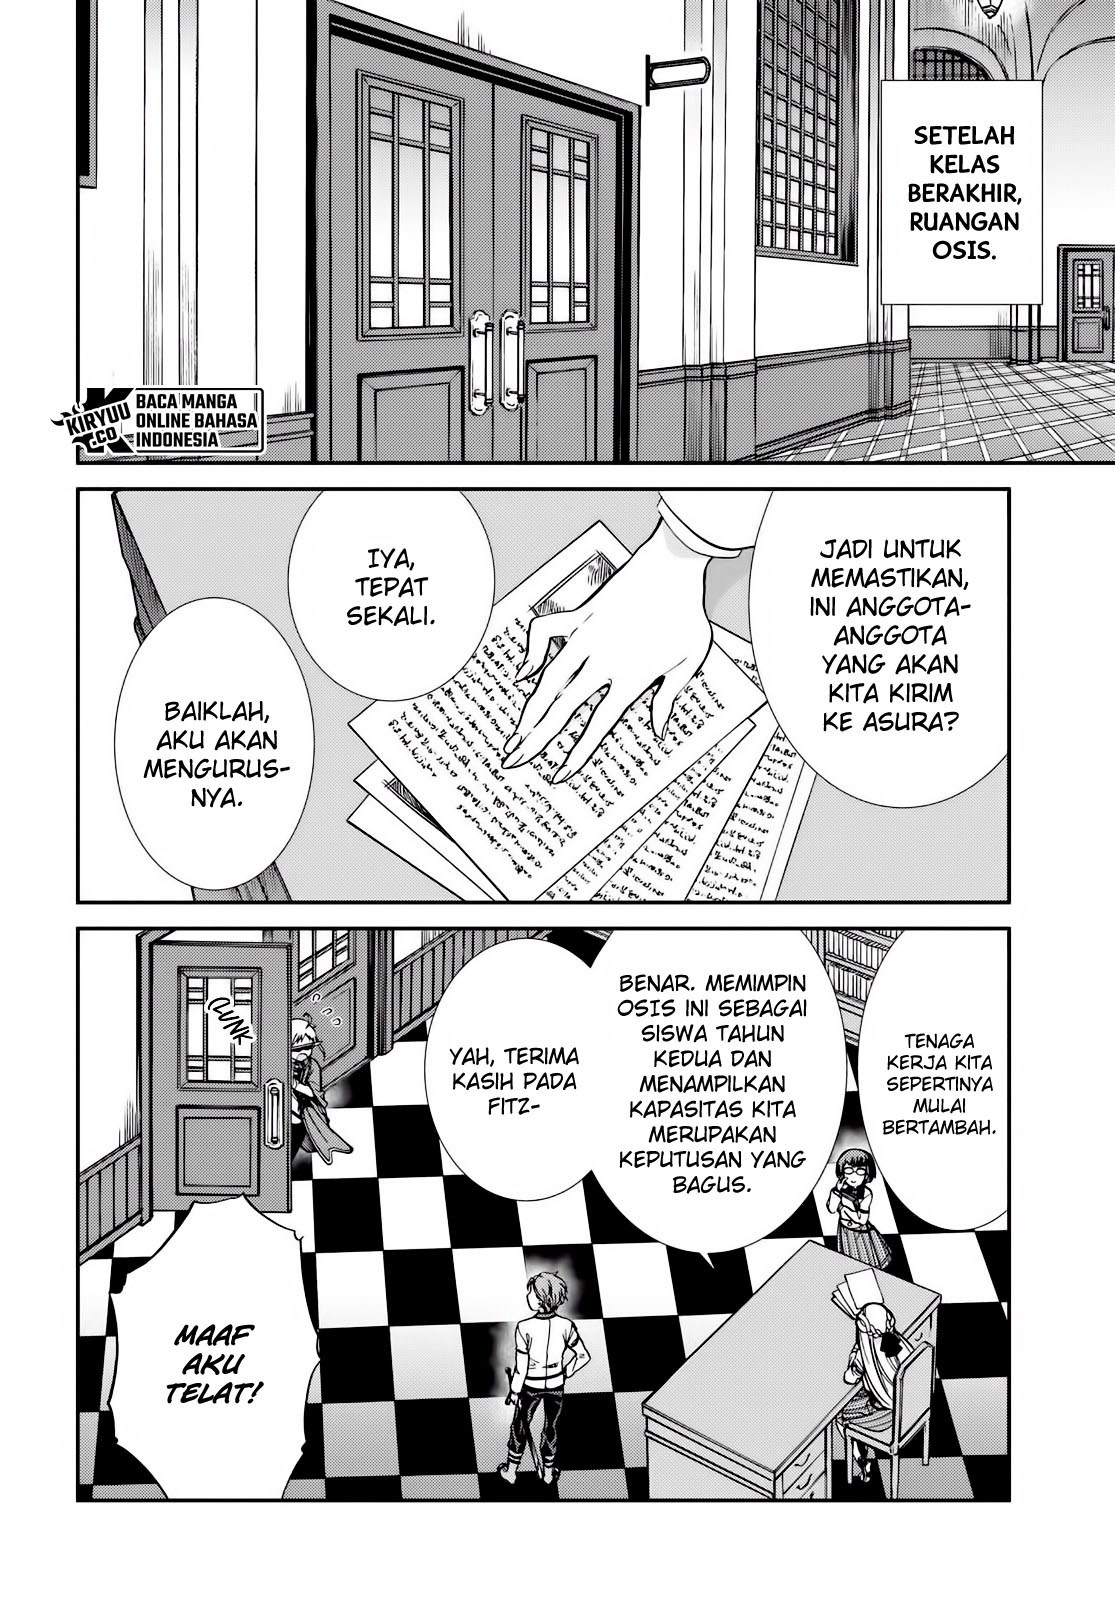 SETELAH
KELAS
BERAKHIR,
RUANGAN
OSIS.
KIRYUU
.CO
BACA MANGA
ONLINE BAHASA
INDONESIA
JADI UNTUK
MEMASTIKAN,
INI ANGGOTA-
ANGGOTA
YANG AKAN
KITA KIRIM
KE ASURA?
IYA,
TEPAT
SEKALI.
BAIKLAH,
AKU AKAN
MENGURUS-
NYA.
TENAGA
KERJA KITA
SEPERTINYA
MULAI
BERTAMBAH.
BENAR. MEMIMPIN
OSIS INI SEBAGAI
SISWA TAHUN
KEDUA DAN
MENAMPILKAN
KAPASITAS KITA
MERUPAKAN
KEPUTUSAN YANG
BAGUS.
YAH, TERIMA
KASIH PADA
FITZ-
MAAF
AKU
TELAT!